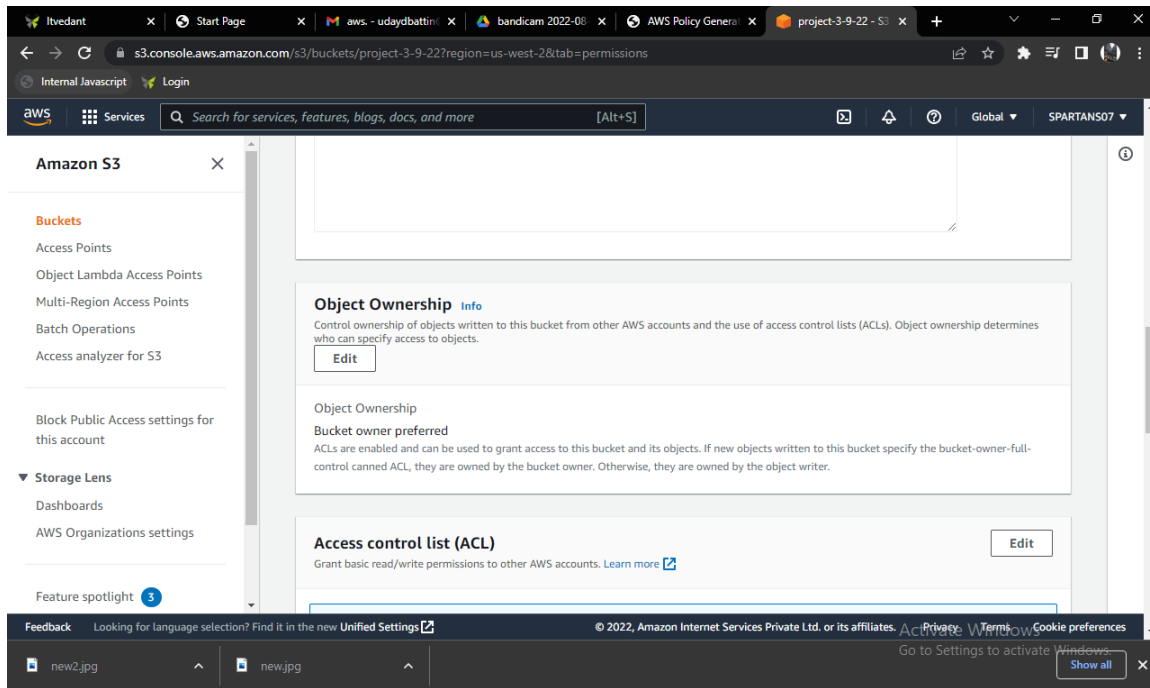 Itvedant
Start Page
aws. - udaydbattin
bandicam 2022-08-
AWS Policy Genera
project-3-9-22 - S3
s3.console.aws.amazon.com/s3/buckets/project-3-9-22?region=us-west-2&tab=permissions
Internal Javascript
Login
aws
Services
Search for services, features, blogs, docs, and more
[Alt+S]
Global
SPARTANS07
Amazon S3
Buckets
Access Points
Object Lambda Access Points
Multi-Region Access Points
Batch Operations
Access analyzer for S3
Block Public Access settings for
this account
Storage Lens
Dashboards
AWS Organizations settings
Feature spotlight 3
Object Ownership Info
Control ownership of objects written to this bucket from other AWS accounts and the use of access control lists (ACLs). Object ownership determines
who can specify access to objects.
Edit
Object Ownership
Bucket owner preferred
ACLs are enabled and can be used to grant access to this bucket and its objects. If new objects written to this bucket specify the bucket-owner-full-
control canned ACL, they are owned by the bucket owner. Otherwise, they are owned by the object writer.
Access control list (ACL)
Edit
Grant basic read/write permissions to other AWS accounts. Learn more
Feedback
Looking for language selection? Find it in the new Unified Settings
© 2022, Amazon Internet Services Private Ltd. or its affiliates.
Privacy
Terms
Cookie preferences
Activate Windows
Go to Settings to activate Windows.
new2.jpg
new.jpg
Show all